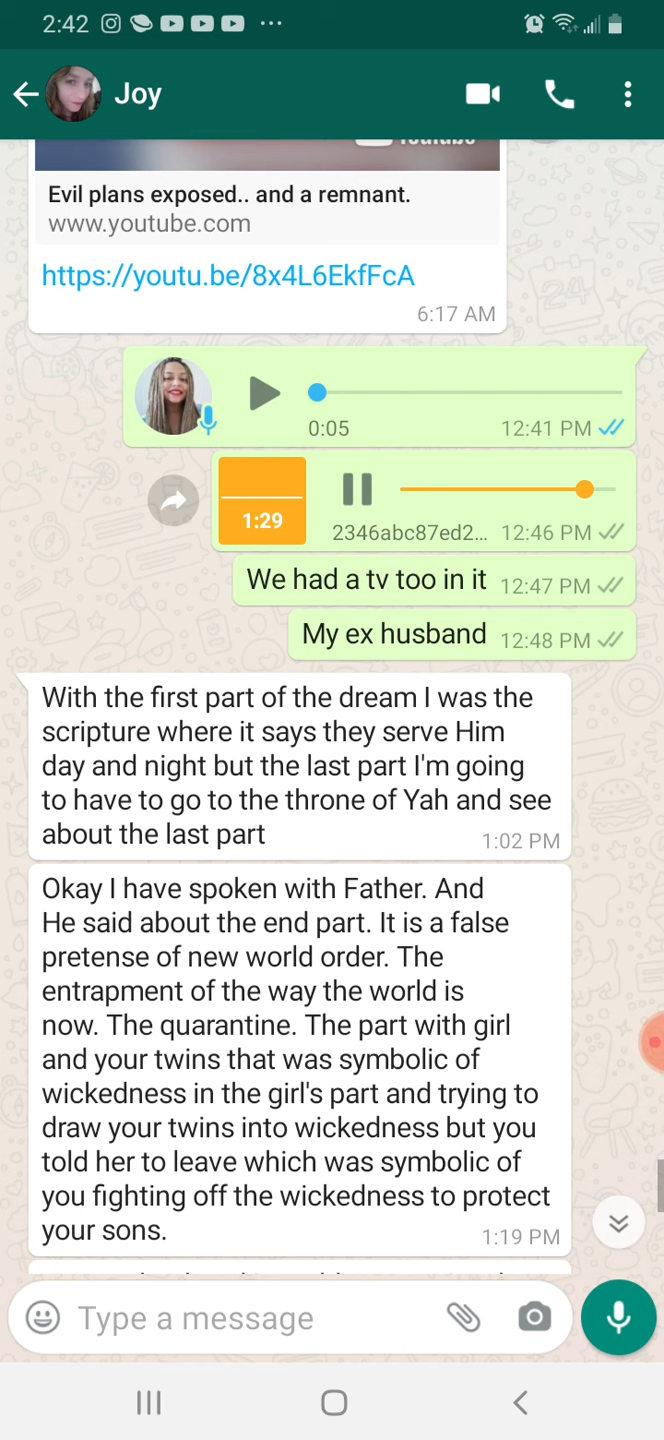 2:42
Joy
Evil plans exposed.. and a remnant.
www.youtube.com
https://youtu.be/8x4L6EkfFcA
6:17 AM
0:05 12:41 PM
1:29 2346abc87ed2... 12:46 PM
We had a tv too in it 12:47 PM
My ex husband 12:48 PM
With the first part of the dream I was the
scripture where it says they serve Him
day and night but the last part I'm going
to have to go to the throne of Yah and see
about the last part 1:02 PM
Okay I have spoken with Father. And
He said about the end part. It is a false
pretense of new world order. The
entrapment of the way the world is
now. The quarantine. The part with girl
and your twins that was symbolic of
wickedness in the girl's part and trying to
draw your twins into wickedness but you
told her to leave which was symbolic of
you fighting off the wickedness to protect
your sons. 1:19 PM
Type a message